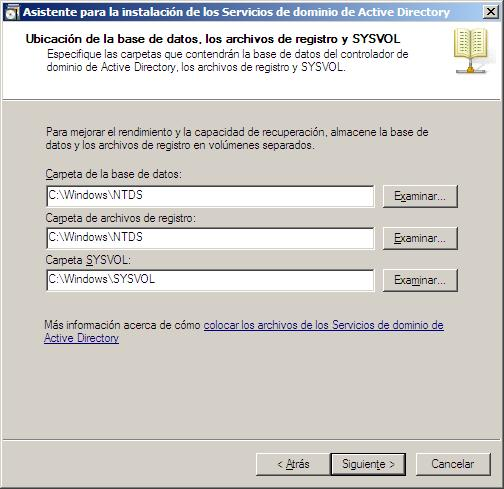 Asistente para la instalación de los Servicios de dominio de Active Directory
Ubicación de la base de datos, los archivos de registro y SYSVOL
Especifique las carpetas que contendrán la base de datos del controlador de
dominio de Active Directory, los archivos de registro y SYSVOL.
Para mejorar el rendimiento y la capacidad de recuperación, almacene la base de
datos y los archivos de registro en volúmenes separados.
Carpeta de la base de datos:
C:\Windows\NTDS
Examinar...
Carpeta de archivos de registro:
C:\Windows\NTDS
Examinar...
Carpeta SYSVOL:
C:\Windows\SYSVOL
Examinar...
Más información acerca de cómo colocar los archivos de los Servicios de dominio de
Active Directory
< Atrás
Siguiente >
Cancelar